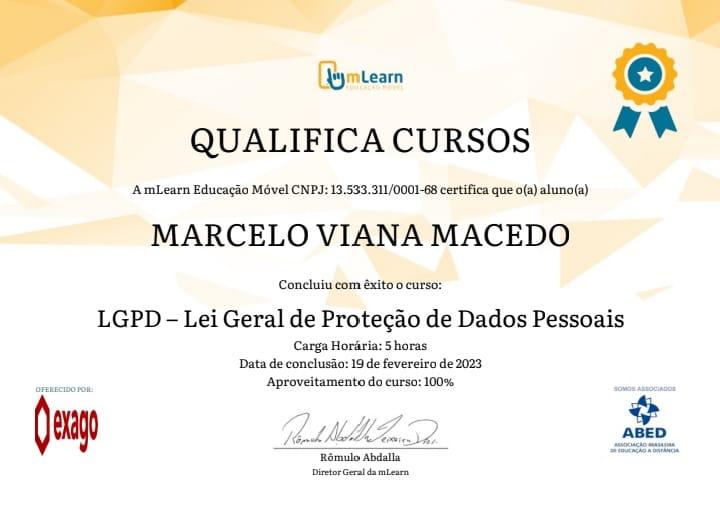 mLearn
EDUCAÇÃO MÓVEL
QUALIFICA CURSOS
A mLearn Educação Móvel CNPJ: 13.533.311/0001-68 certifica que o(a) aluno(a)
MARCELO VIANA MACEDO
Concluiu com êxito o curso:
LGPD – Lei Geral de Proteção de Dados Pessoais
Carga Horária: 5 horas
Data de conclusão: 19 de fevereiro de 2023
Aproveitamento do curso: 100%
OFERECIDO POR:
exago
SOMOS ASSOCIADOS
ABED
ASSOCIAÇÃO BRASILEIRA
DE EDUCAÇÃO A DISTÂNCIA
Rômulo Abdalla
Diretor Geral da mLearn